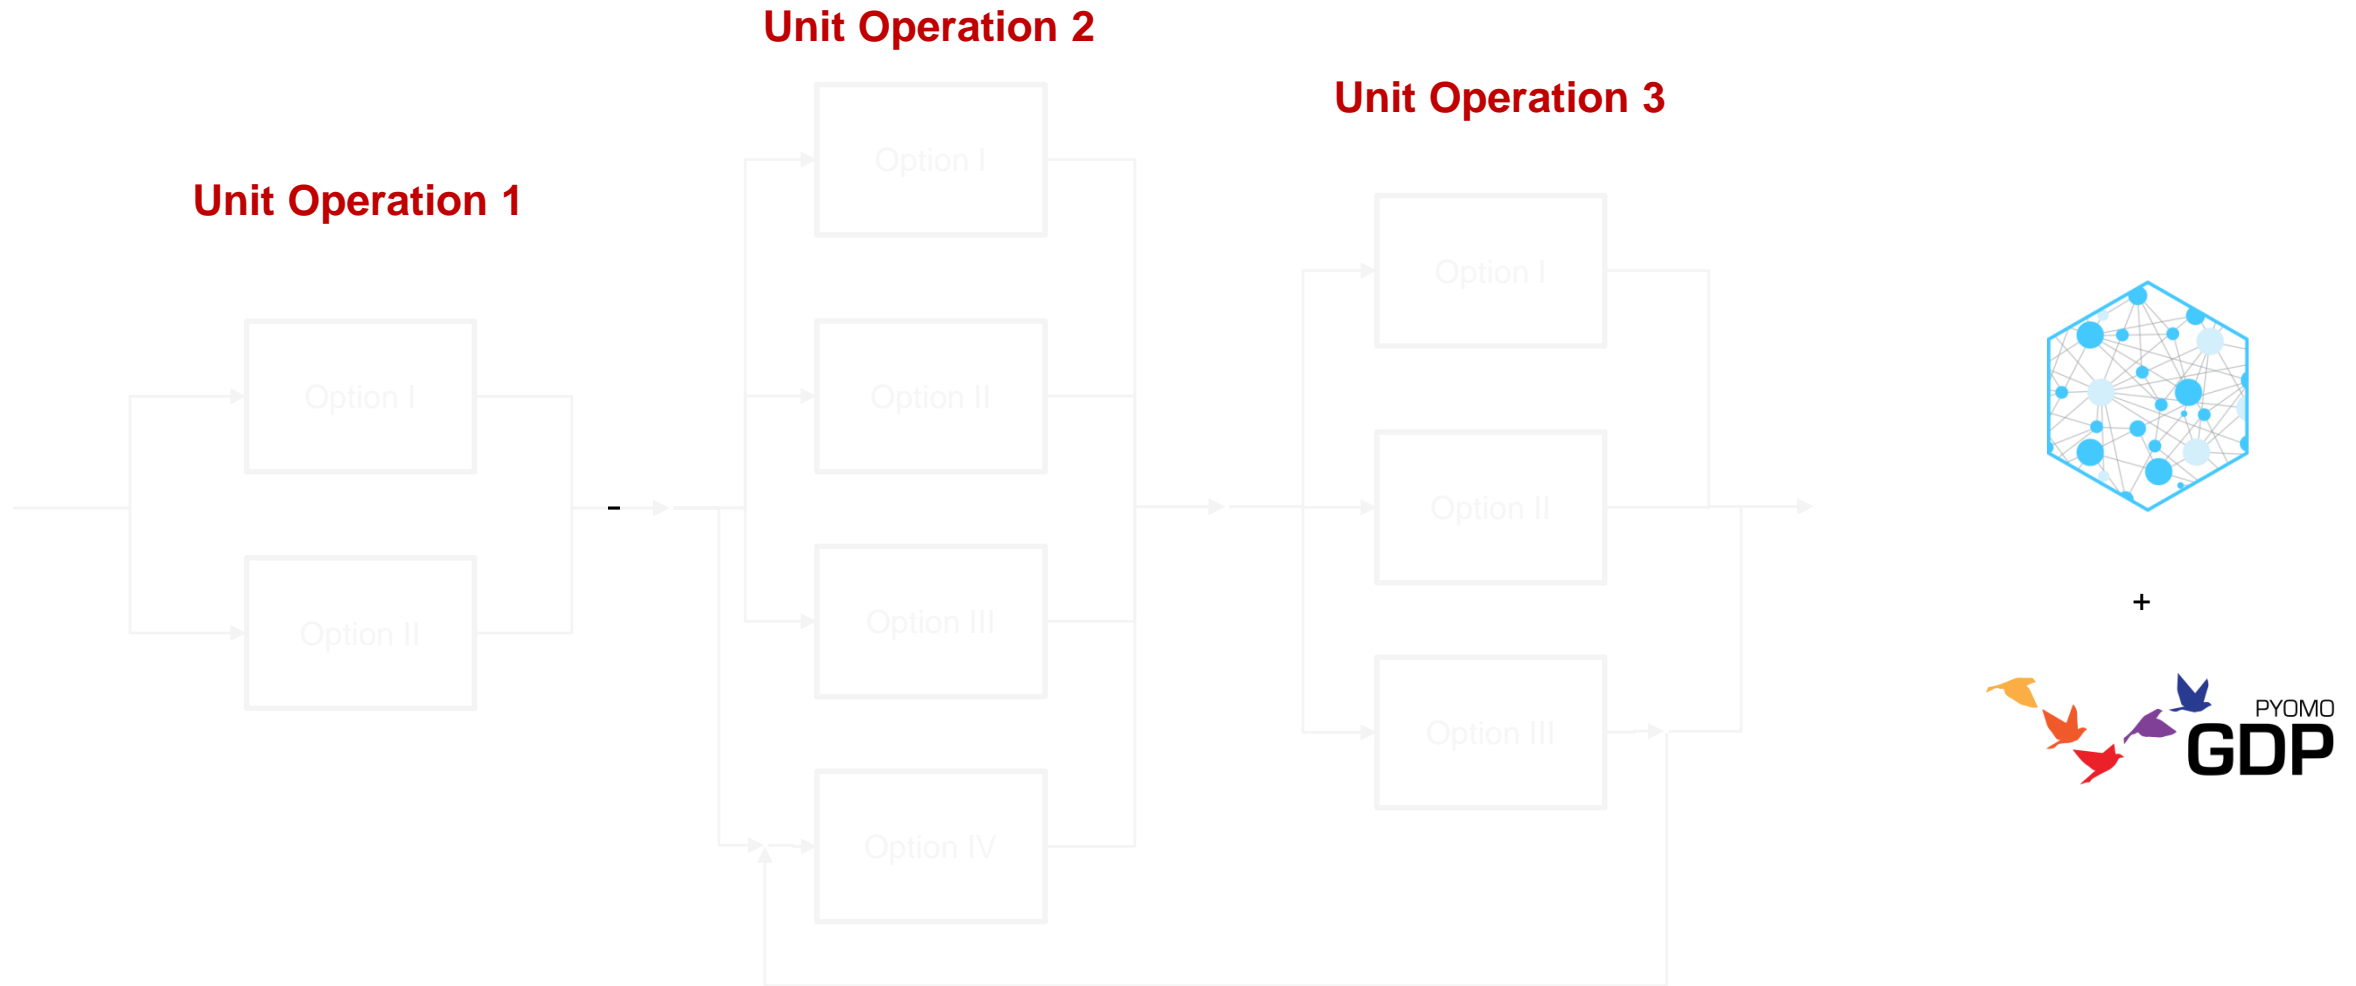 Unit Operation 2
Unit Operation 3
Unit Operation 1
Option I
Option II
Option I
Option II
Option III
Option IV
Option I
Option II
Option III
-
+
PYOMO
GDP